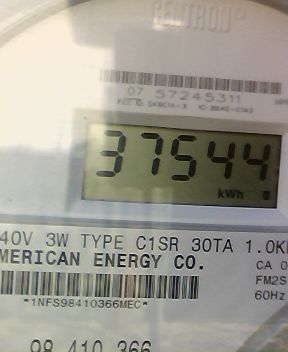 CENTRON®
07 57245311
37544
kWh
40V 3W TYPE C1SR 30TA 1.0K
MERICAN ENERGY CO.
CA 0
FM2S
60Hz
*1NFS98410366MEC*
98 410 366